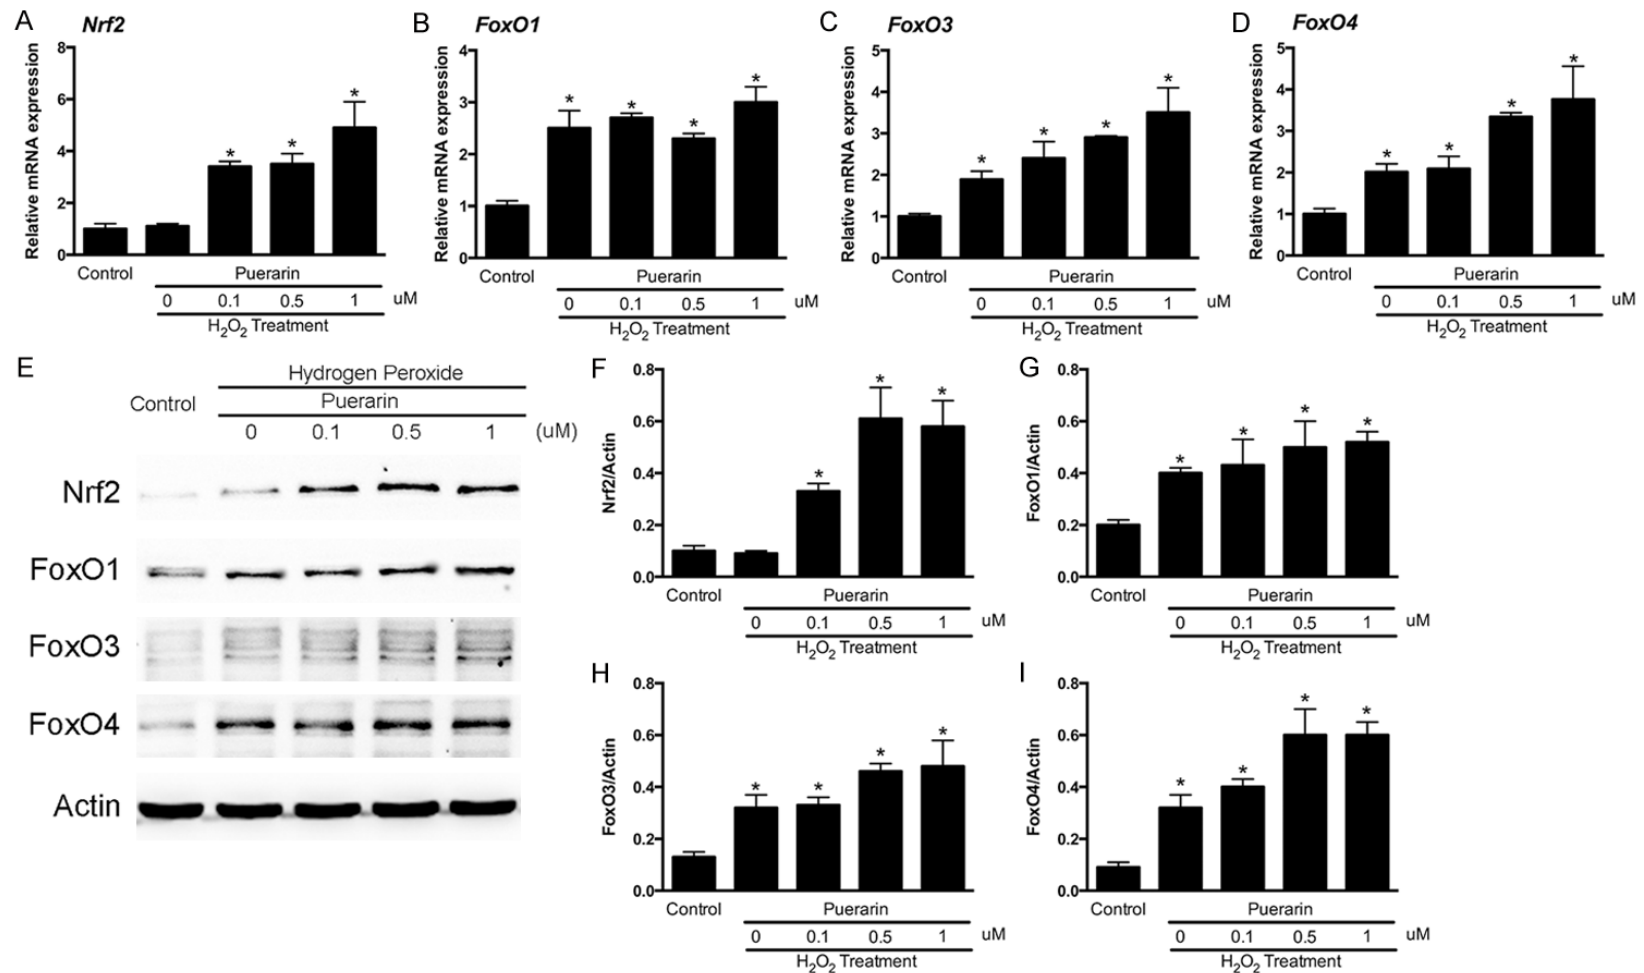 A Nrf2
Relative mRNA expression
8
6
4
2
0
* * *
Control Puerarin
0 0.1 0.5 1 uM
H2O2 Treatment
B FoxO1
Relative mRNA expression
4
3
2
1
0
* * * *
Control Puerarin
0 0.1 0.5 1 uM
H2O2 Treatment
C FoxO3
Relative mRNA expression
5
4
3
2
1
0
* * * *
Control Puerarin
0 0.1 0.5 1 uM
H2O2 Treatment
D FoxO4
Relative mRNA expression
5
4
3
2
1
0
* * * *
Control Puerarin
0 0.1 0.5 1 uM
H2O2 Treatment
E
Hydrogen Peroxide
Control Puerarin
0 0.1 0.5 1 (uM)
Nrf2
FoxO1
FoxO3
FoxO4
Actin
F
Nrf2/Actin
0.8
0.6
0.4
0.2
0.0
* * *
Control Puerarin
0 0.1 0.5 1 uM
H2O2 Treatment
G
FoxO1/Actin
0.8
0.6
0.4
0.2
0.0
* * * *
Control Puerarin
0 0.1 0.5 1 uM
H2O2 Treatment
H
FoxO3/Actin
0.8
0.6
0.4
0.2
0.0
* * * *
Control Puerarin
0 0.1 0.5 1 uM
H2O2 Treatment
I
FoxO4/Actin
0.8
0.6
0.4
0.2
0.0
* * * *
Control Puerarin
0 0.1 0.5 1 uM
H2O2 Treatment